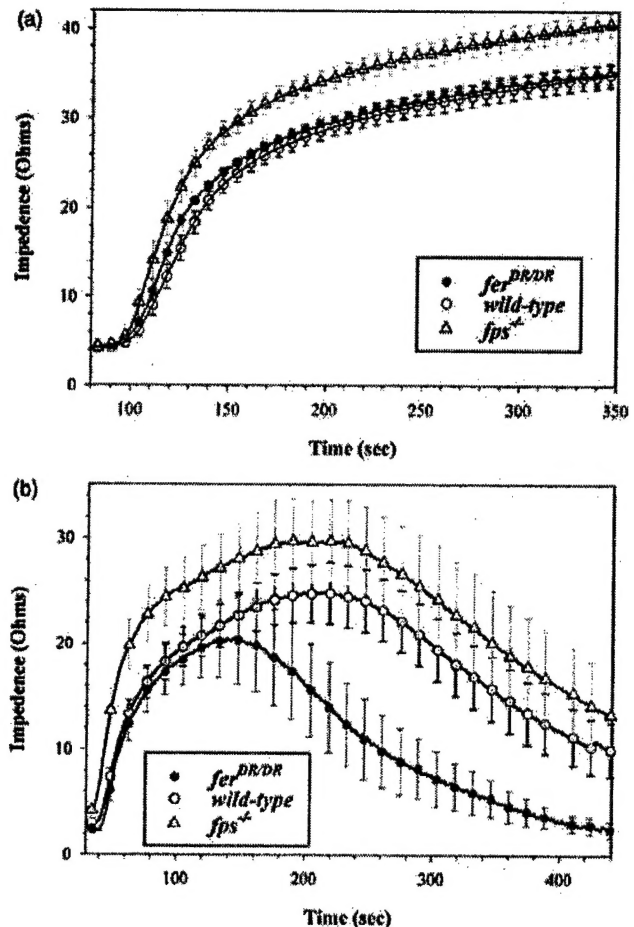 (a)
40
30
20
10
0
Impedence (Ohms)
fer^DR/DR
wild-type
fps^-/-
100 150 200 250 300 350
Time (sec)
(b)
30
20
10
0
Impedence (Ohms)
fer^DR/DR
wild-type
fps^-/-
100 200 300 400
Time (sec)